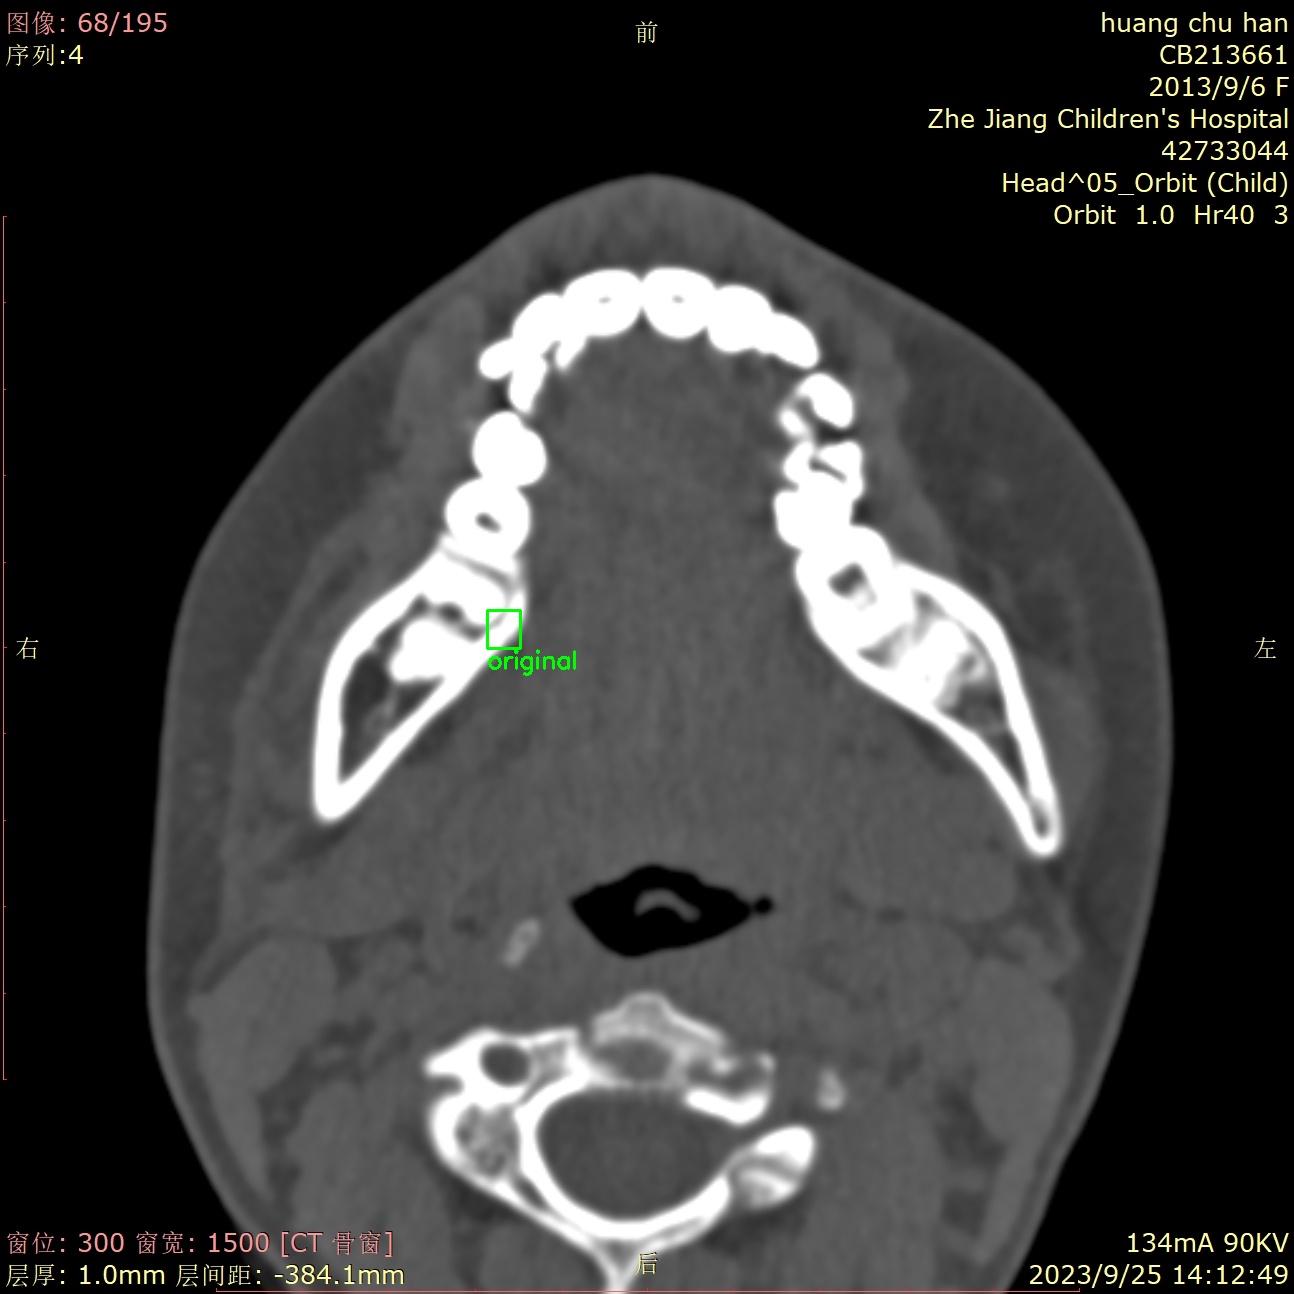 图像: 68/195
序列:4
前
huang chu han
CB213661
2013/9/6 F
Zhe Jiang Children's Hospital
42733044
Head^05_Orbit (Child)
Orbit 1.0 Hr40 3
右
左
original
后
窗位: 300 窗宽: 1500 [CT 骨窗]
层厚: 1.0mm 层间距: -384.1mm
134mA 90KV
2023/9/25 14:12:49